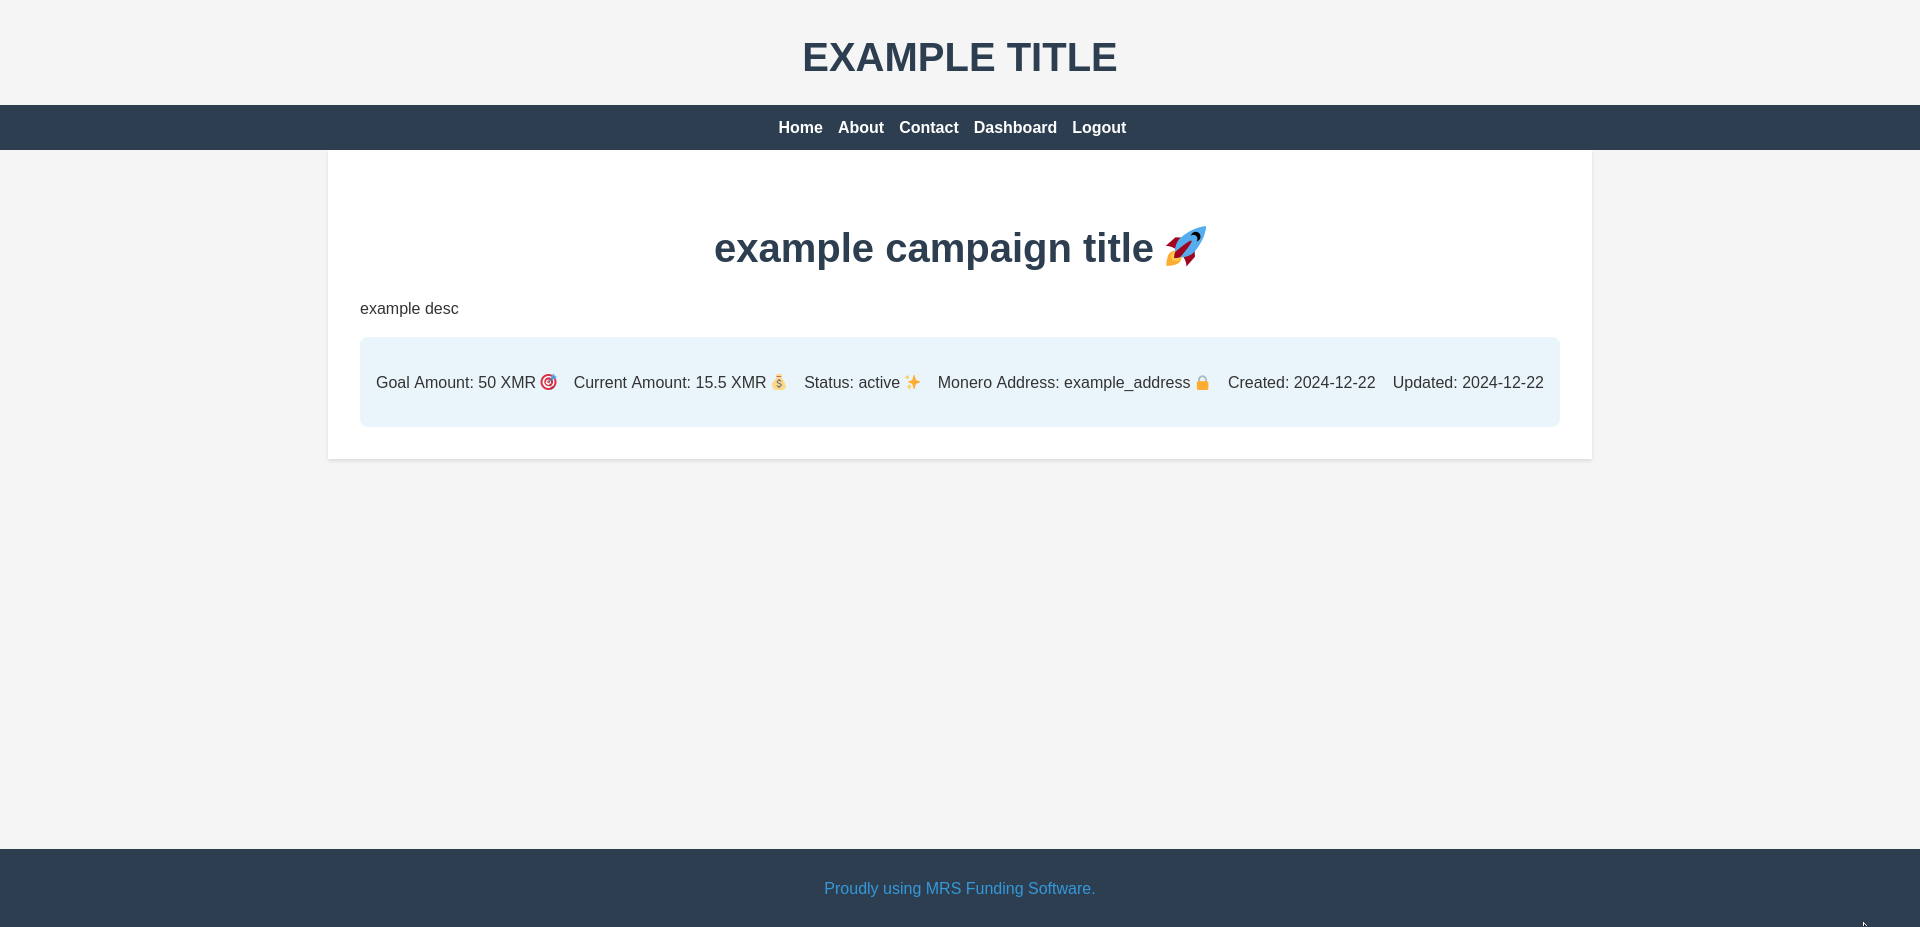 EXAMPLE TITLE
Home About Contact Dashboard Logout
example campaign title 🚀
example desc
Goal Amount: 50 XMR 🎯 Current Amount: 15.5 XMR 💰 Status: active ✨ Monero Address: example_address 🔒 Created: 2024-12-22 Updated: 2024-12-22
Proudly using MRS Funding Software.